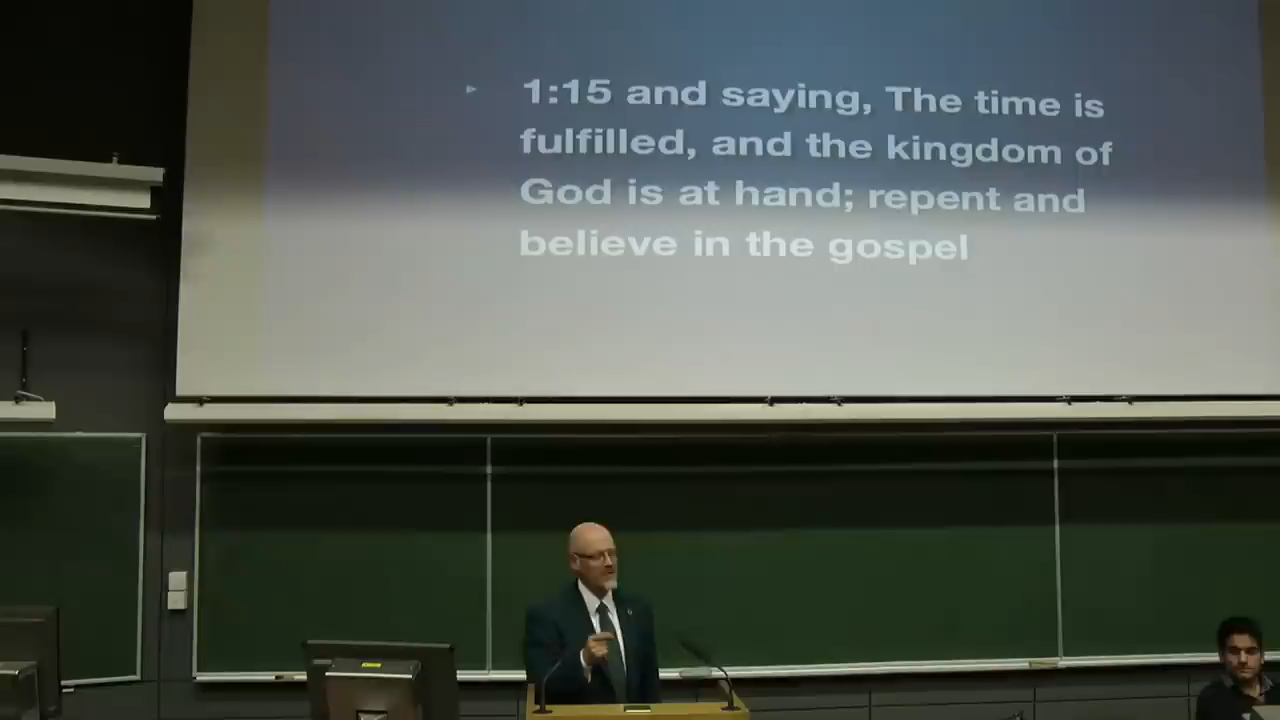 1:15 and saying, The time is
fulfilled, and the kingdom of
God is at hand; repent and
believe in the gospel